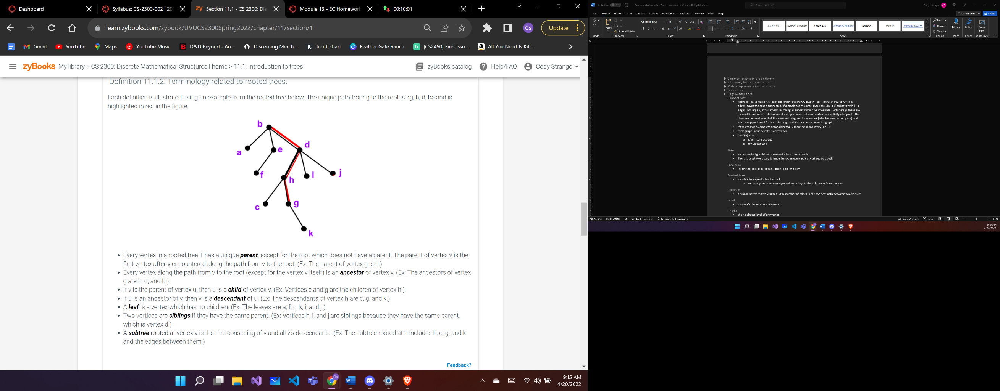 Dashboard
Syllabus: CS-2300-002 | 20
zy Section 11.1 - CS 2300: Dis
Module 13 - EC Homework
00:10:01
learn.zybooks.com/zybook/UVUCS2300Spring2022/chapter/11/section/1
Cs
Update
Gmail
YouTube
Maps
YouTube Music
D&D Beyond - An...
Discerning Merch...
lucid_chart
Feather Gate Ranch
[CS2450] Find Issu...
All You Need Is Kil...
zyBooks My library > CS 2300: Discrete Mathematical Structures I home > 11.1: Introduction to trees
zyBooks catalog
Help/FAQ
Cody Strange
Definition 11.1.2: Terminology related to rooted trees.
Each definition is illustrated using an example from the rooted tree below. The unique path from g to the root is <g, h, d, b> and is
highlighted in red in the figure.
b
d
a
e
f
h
i
j
c
g
k
• Every vertex in a rooted tree T has a unique parent, except for the root which does not have a parent. The parent of vertex v is the
first vertex after v encountered along the path from v to the root. (Ex: The parent of vertex g is h.)
• Every vertex along the path from v to the root (except for the vertex v itself) is an ancestor of vertex v. (Ex: The ancestors of vertex
g are h, d, and b.)
• If v is the parent of vertex u, then u is a child of vertex v. (Ex: Vertices c and g are the children of vertex h.)
• If u is an ancestor of v, then v is a descendant of u. (Ex: The descendants of vertex h are c, g, and k.)
• A leaf is a vertex which has no children. (Ex: The leaves are a, f, c, k, i, and j.)
• Two vertices are siblings if they have the same parent. (Ex: Vertices h, i, and j are siblings because they have the same parent,
which is vertex d.)
• A subtree rooted at vertex v is the tree consisting of v and all v's descendants. (Ex: The subtree rooted at h includes h, c, g, and k
and the edges between them.)
Feedback?
9:15 AM
4/20/2022
AutoSave Off
Discrete Mathematical Structures.docx - Compatibility Mode
Search (Alt+Q)
Cody Strange CS
File Home Insert Draw Design Layout References Mailings Review View Help
Comments
Share
Paste
Cut
Copy
Format Painter
Calibri (Body) 11
Subtitle
Subtle Emphasi
Emphasis
Intense Emphas
Strong
Quote
Intense Quote
Find
Replace
Select
Dictate
Editor
Reuse Files
Undo
Clipboard
Font
Paragraph
Styles
Editing
Voice
Editor
Reuse Files
Common graphs in graph theory
Adjacency list representation
Matrix representation for graphs
Isomorphic
Degree sequence
Connectivity
• Showing that a graph is k-edge-connected involves showing that removing any subset of k - 1
edges leaves the graph connected. If a graph has m edges, there are C(m,k-1) subsets with k - 1
edges. For large k, exhaustively searching all subsets would be infeasible. Fortunately, there are
more efficient ways to determine the edge connectivity and vertex connectivity of a graph. The
theorem below shows that the minimum degree of any vertex (which is easy to compute) is at
least an upper bound for both the edge and vertex connectivity of a graph.
• If the graph is a complete graph denoted kn then the connectivity is n – 1
• cycle graphs connectivity is always two
• 0 ≤ K(G) ≤ n -1
o K(G) = connectivity
o n = vertex total
Tree
• an undirected graph that is connected and has no cycles
• There is exactly one way to travel between every pair of vertices by a path
Free tree
• there is no particular organization of the vertices
Rooted tree
• a vertex is designated as the root
o remaining vertices are organized according to their distance from the root
Distance
• distance between two vertices is the number of edges in the shortest path between two vertices
Level
• a vertex's distance from the root
Height
• the heigheest level of any vertex
Page 4 of 4
13413 words
Text Predictions: On
Accessibility: Unavailable
Display Settings
Focus
100%
9:15 AM
4/20/2022